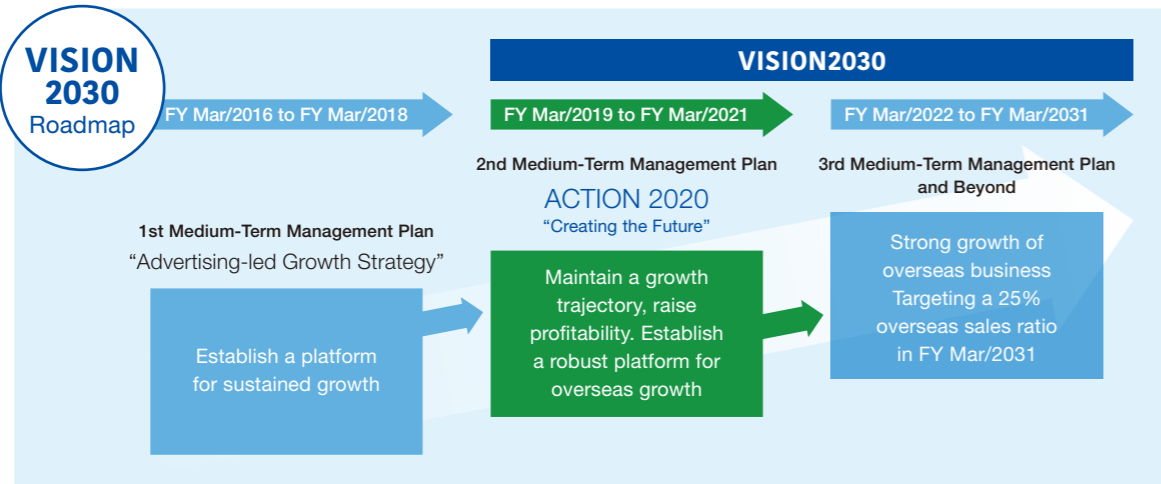 VISION
2030
Roadmap
VISION2030
FY Mar/2016 to FY Mar/2018
FY Mar/2019 to FY Mar/2021
FY Mar/2022 to FY Mar/2031
1st Medium-Term Management Plan
“Advertising-led Growth Strategy”
Establish a platform
for sustained growth
2nd Medium-Term Management Plan
ACTION 2020
“Creating the Future”
Maintain a growth
trajectory, raise
profitability. Establish
a robust platform for
overseas growth
3rd Medium-Term Management Plan
and Beyond
Strong growth of
overseas business
Targeting a 25%
overseas sales ratio
in FY Mar/2031